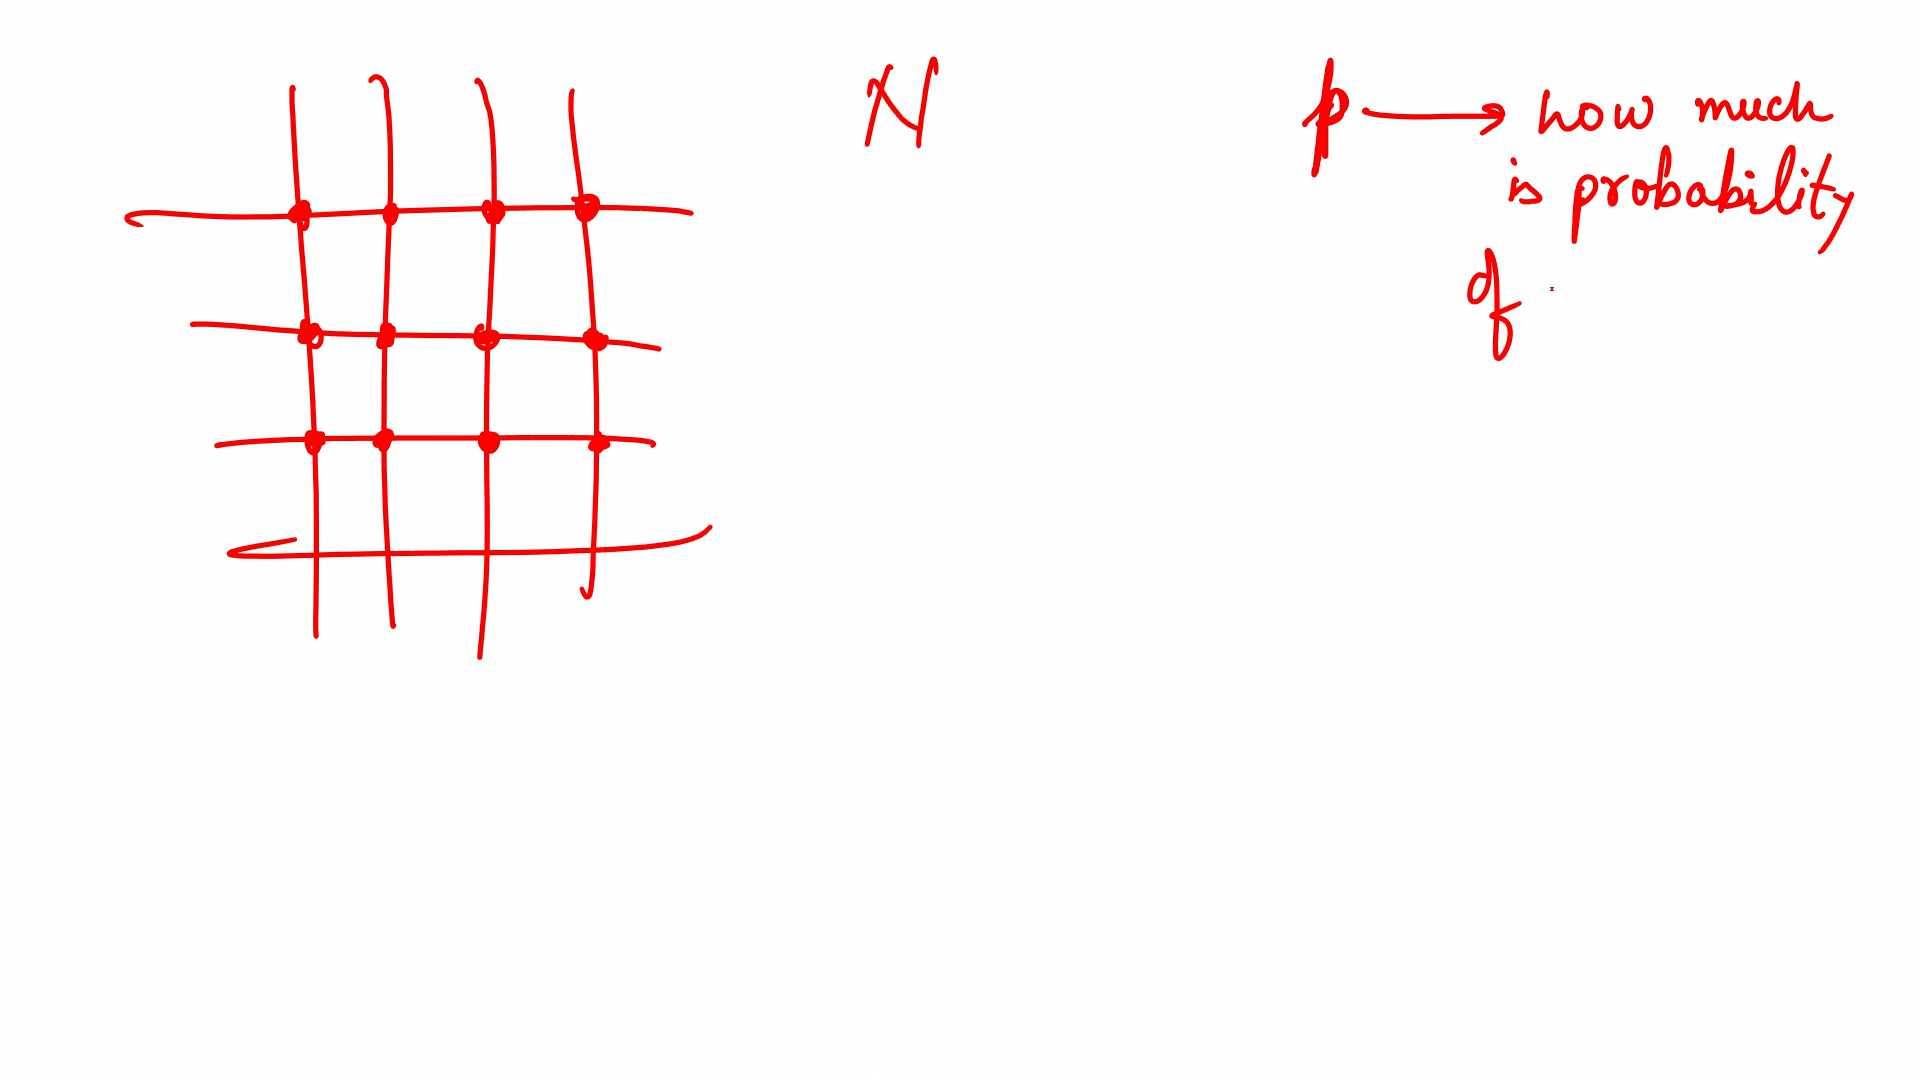 N
p → how much
is probability
of